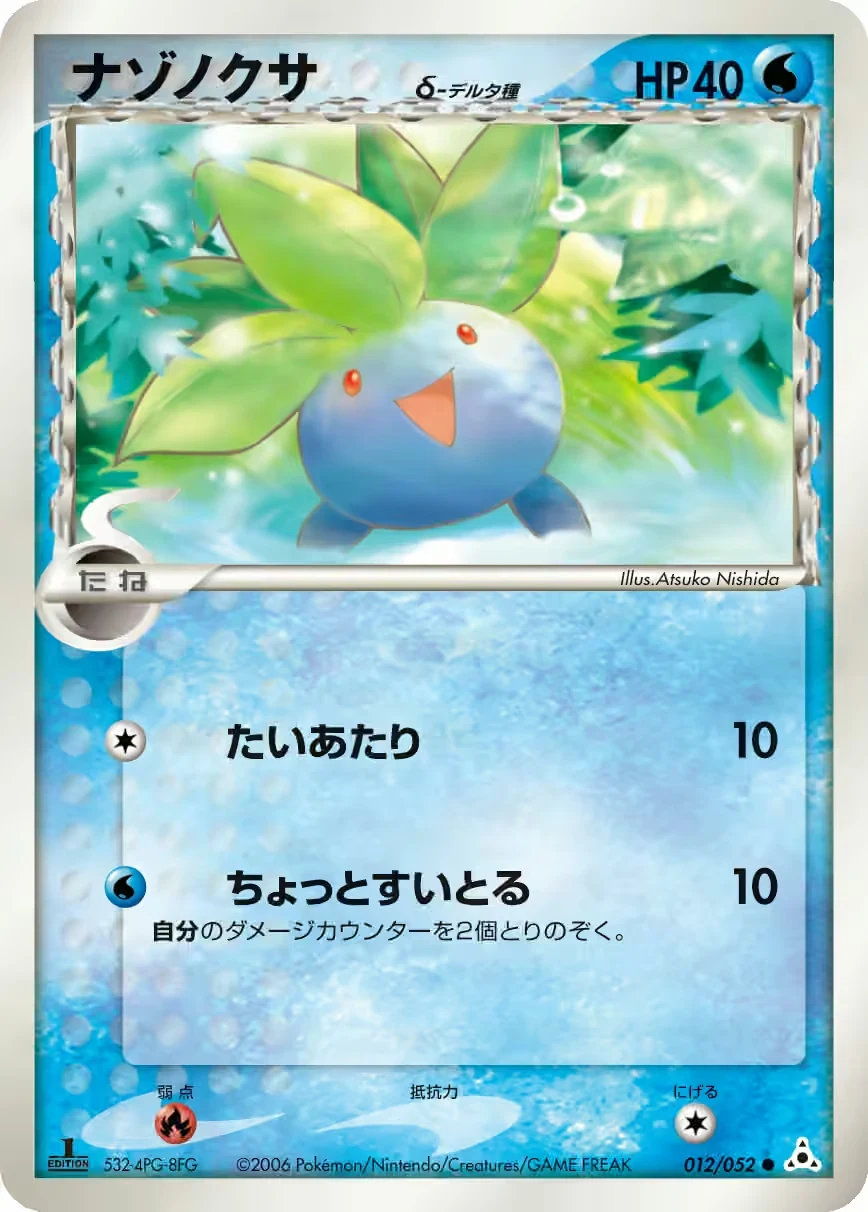 ナゾノクサ δ-デルタ種 HP40
たね
Illus.Atsuko Nishida
たいあたり 10
ちょっとすいとる 10
自分のダメージカウンターを2個とりのぞく。
弱点 抵抗力 にげる
1 EDITION 532-4PG-8FG ©2006 Pokémon/Nintendo/Creatures/GAME FREAK 012/052